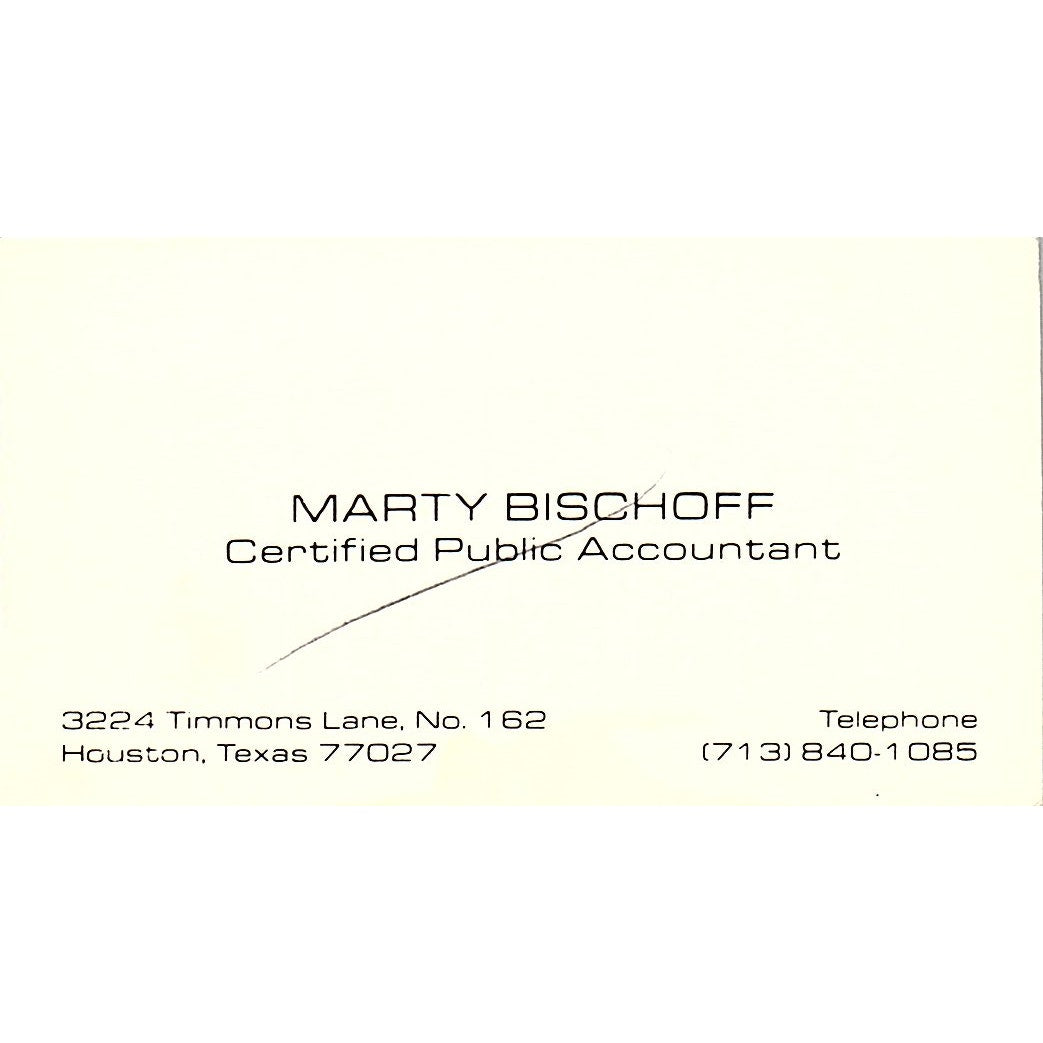 MARTY BISCHOFF
Certified Public Accountant
3224 Timmons Lane, No. 162
Houston, Texas 77027
Telephone
(713) 840-1085